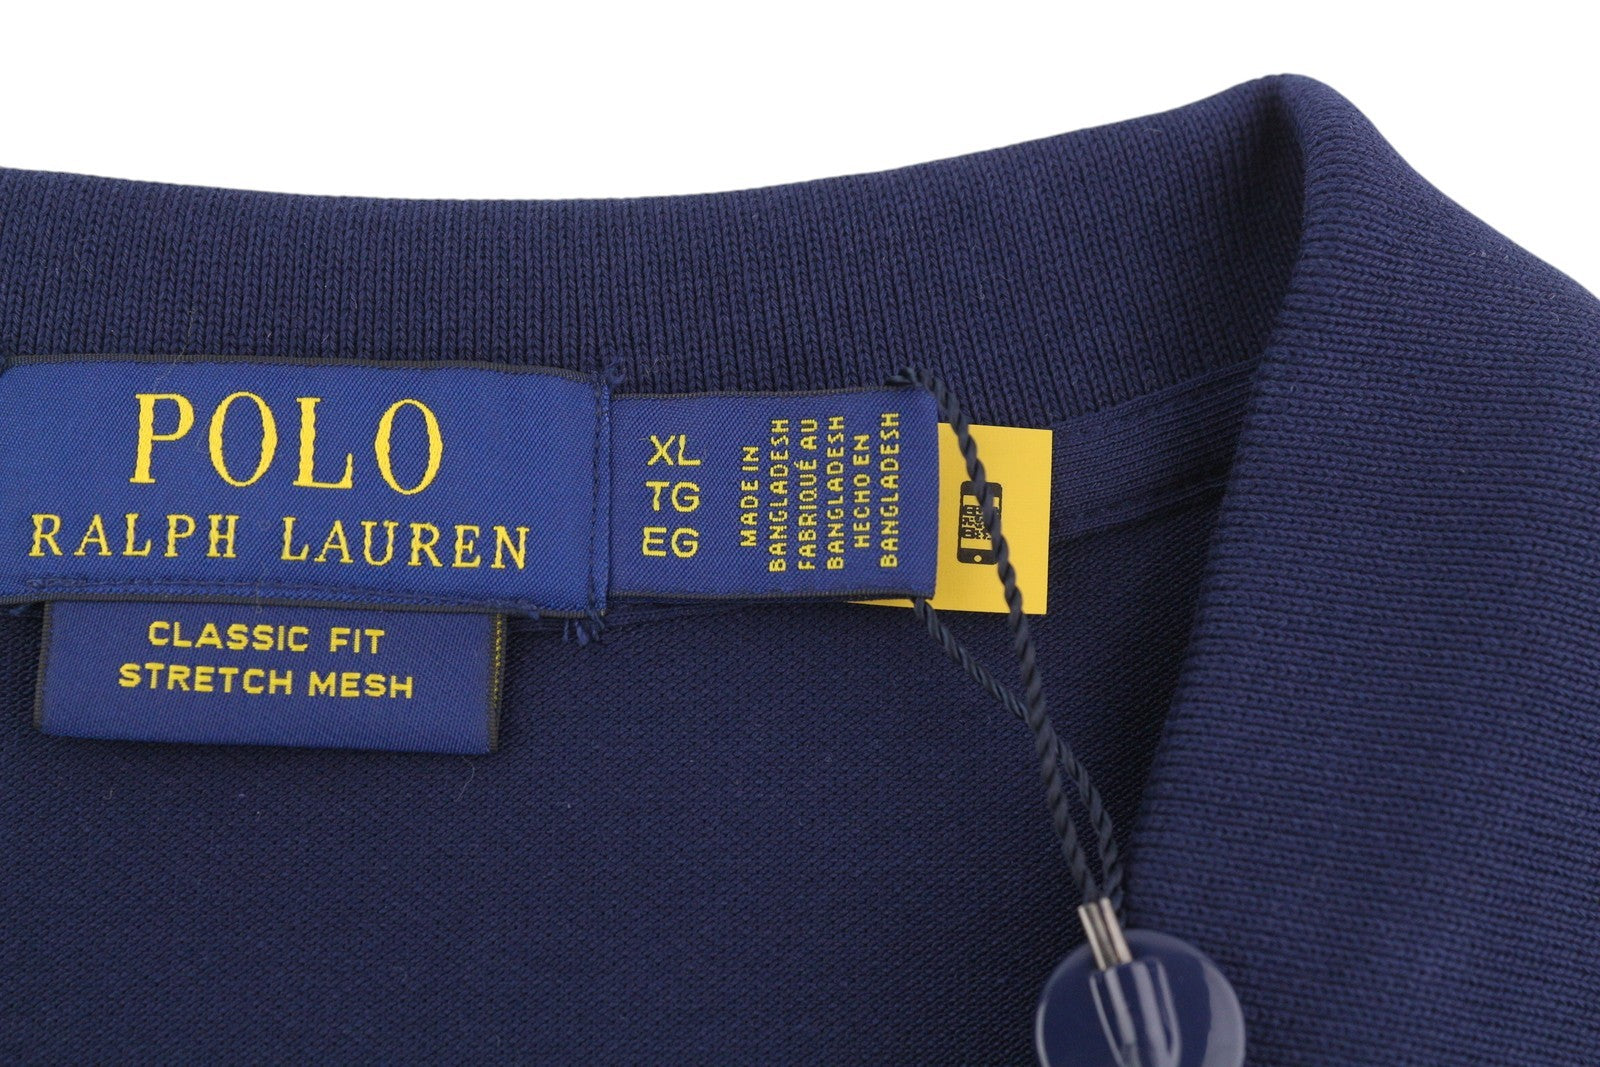 POLO
RALPH LAUREN
CLASSIC FIT
STRETCH MESH
XL
TG
EG
MADE IN
BANGLADESH
FABRIQUÉ AU
BANGLADESH
HECHO EN
BANGLADESH